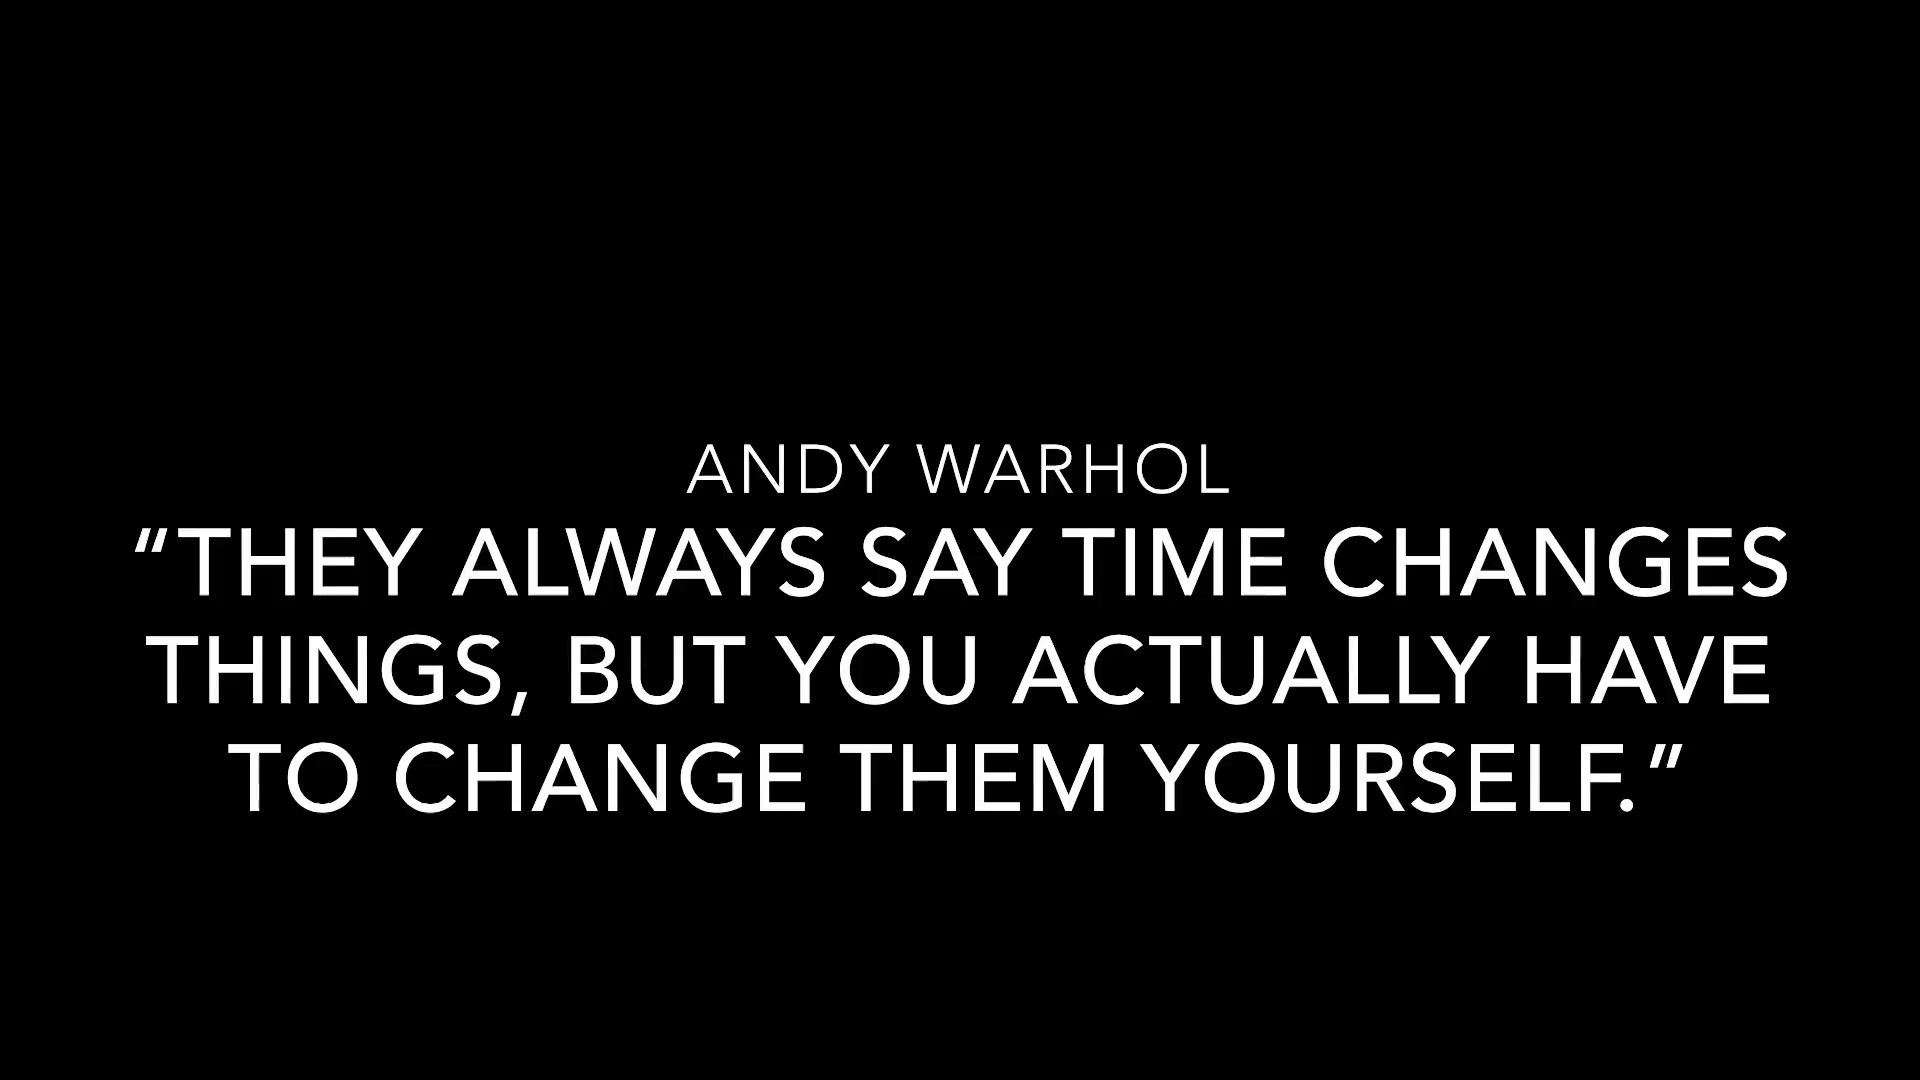 ANDY WARHOL
“THEY ALWAYS SAY TIME CHANGES
THINGS, BUT YOU ACTUALLY HAVE
TO CHANGE THEM YOURSELF.”